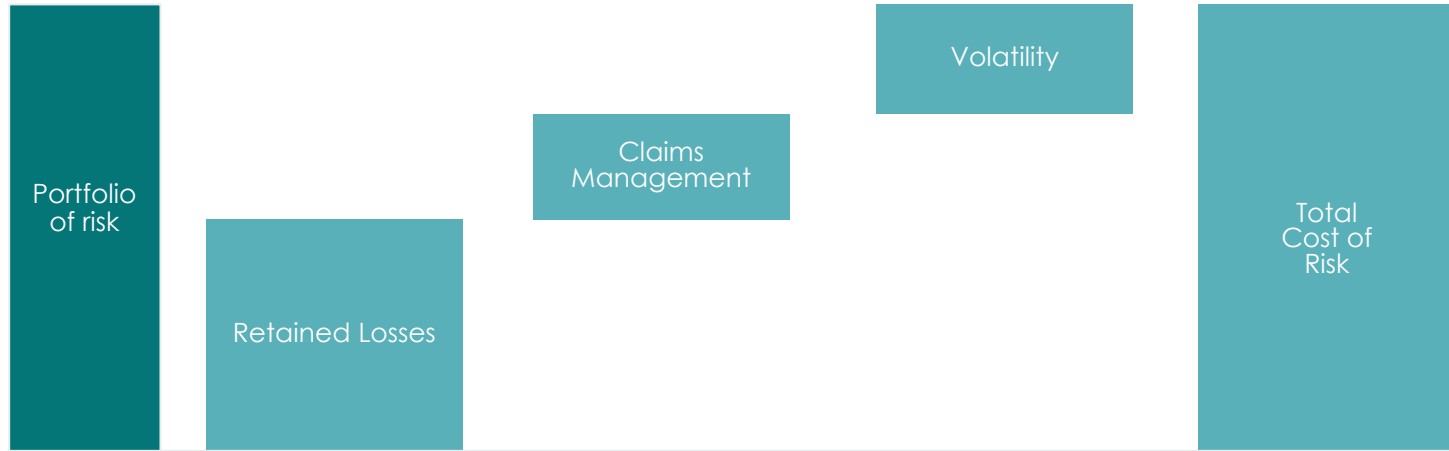 Portfolio
of risk
Retained Losses
Claims
Management
Volatility
Total
Cost of
Risk